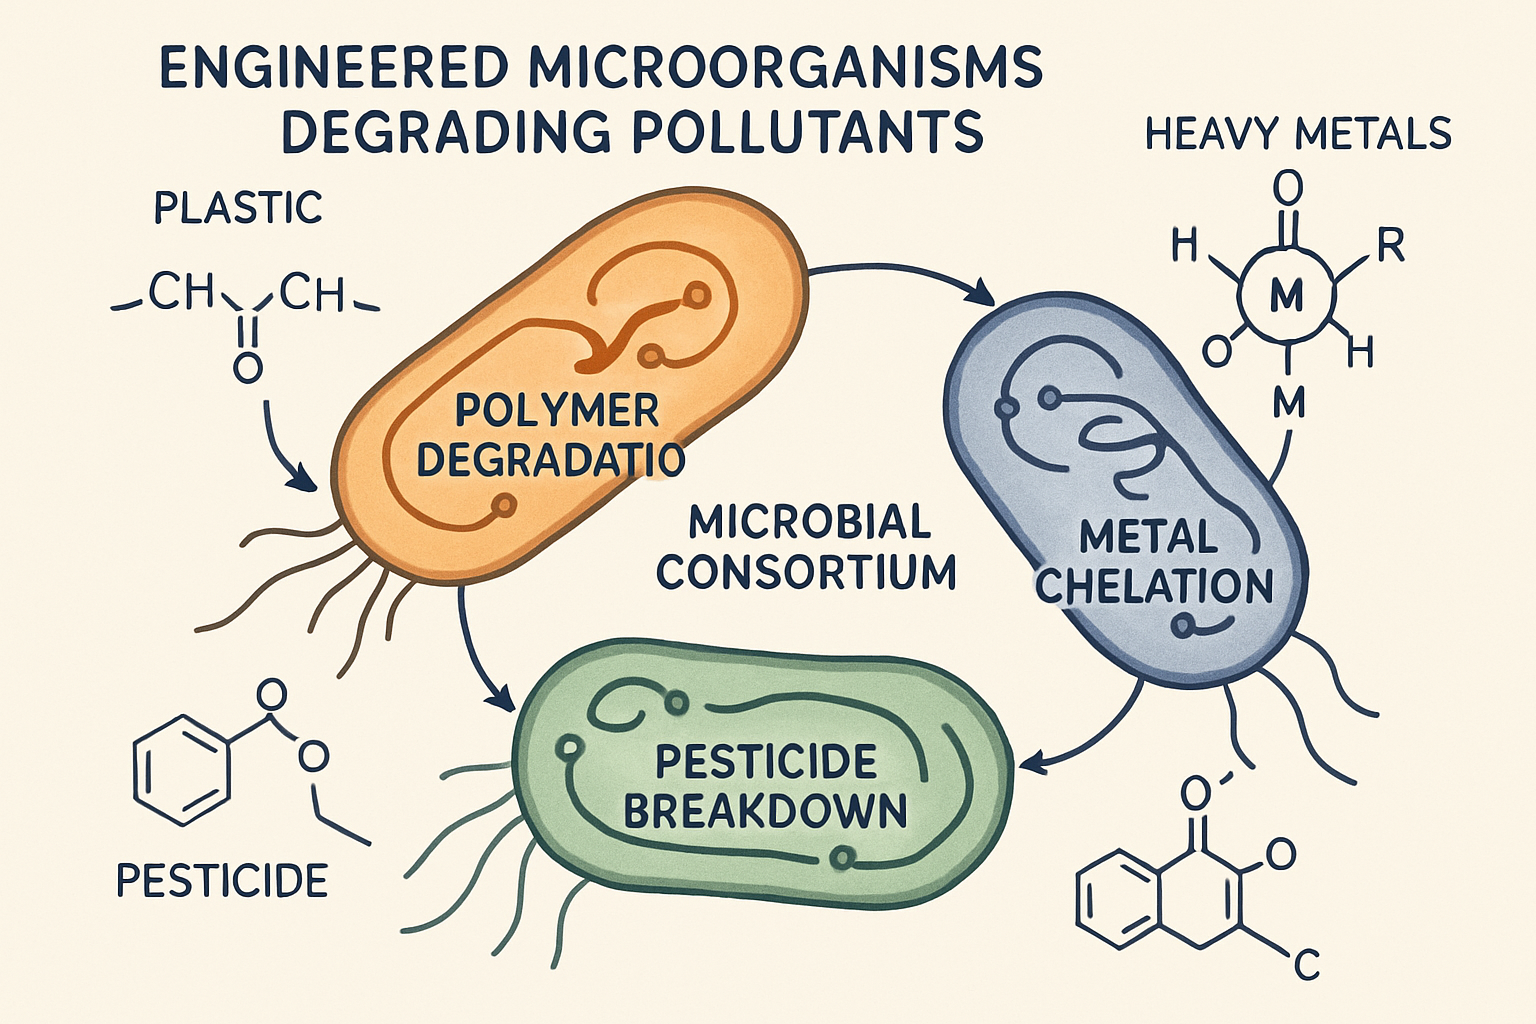 ENGINEERED MICROORGANISMS
DEGRADING POLLUTANTS
HEAVY METALS
PLASTIC
O
H
R
M
O
H
M
CH CH
O
POLYMER
DEGRADATIO
MICROBIAL
CONSORTIUM
METAL
CHELATION
O
O
PESTICIDE
PESTICIDE
BREAKDOWN
O
O
C